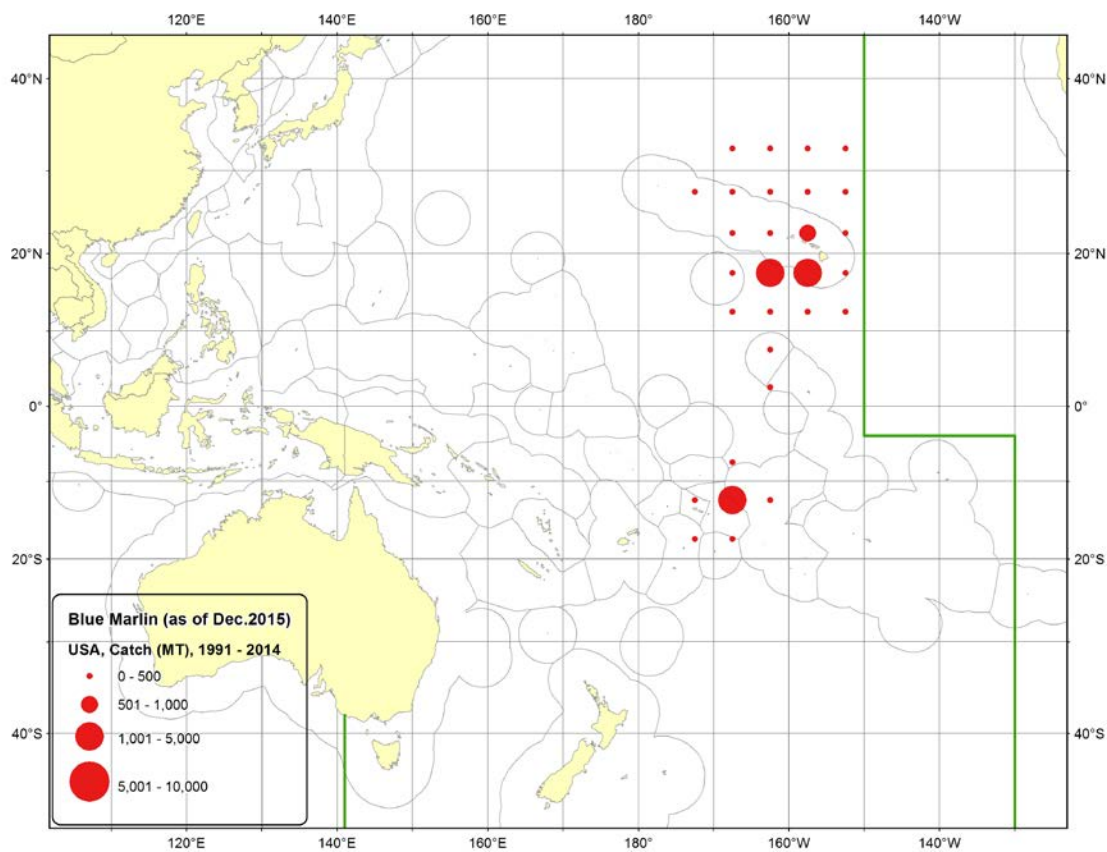 120°E 140°E 160°E 180° 160°W 140°W
40°N 40°N
20°N 20°N
0° 0°
20°S 20°S
40°S 40°S
Blue Marlin (as of Dec.2015)
USA, Catch (MT), 1991 - 2014
0 - 500
501 - 1,000
1,001 - 5,000
5,001 - 10,000
120°E 140°E 160°E 180° 160°W 140°W